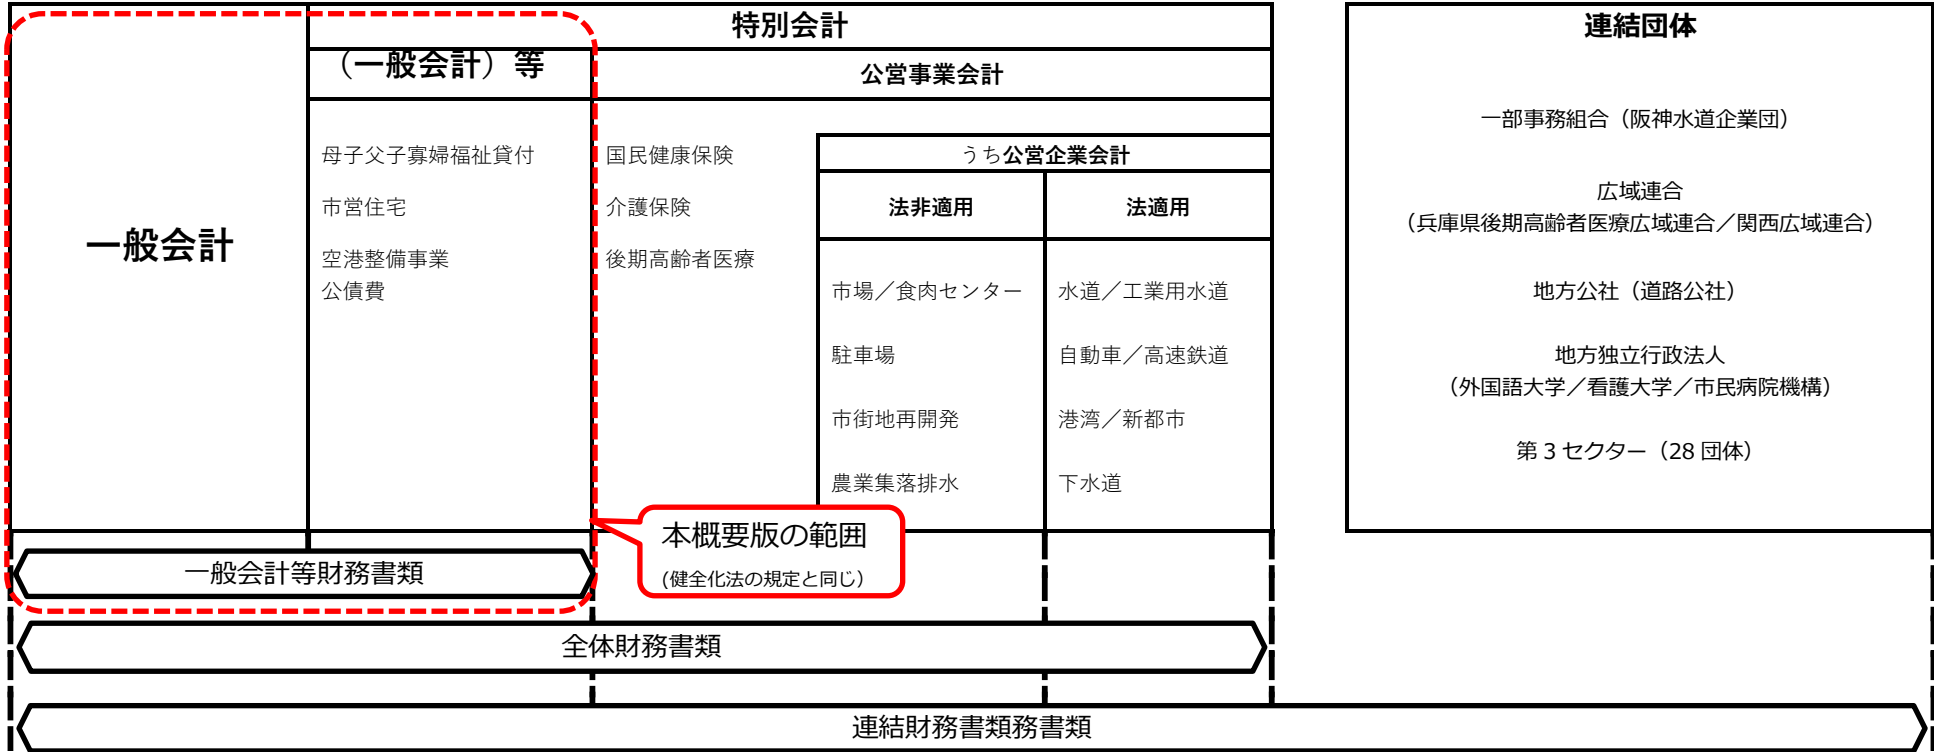 一般会計
特別会計
（一般会計）等
公営事業会計
母子父子寡婦福祉貸付
市営住宅
空港整備事業
公債費
国民健康保険
介護保険
後期高齢者医療
うち公営企業会計
法非適用
法適用
市場／食肉センター
水道／工業用水道
駐車場
自動車／高速鉄道
市街地再開発
港湾／新都市
農業集落排水
下水道
連結団体
一部事務組合（阪神水道企業団）
広域連合
（兵庫県後期高齢者医療広域連合／関西広域連合）
地方公社（道路公社）
地方独立行政法人
（外国語大学／看護大学／市民病院機構）
第３セクター（28 団体）
本概要版の範囲
(健全化法の規定と同じ）
一般会計等財務書類
全体財務書類
連結財務書類務書類